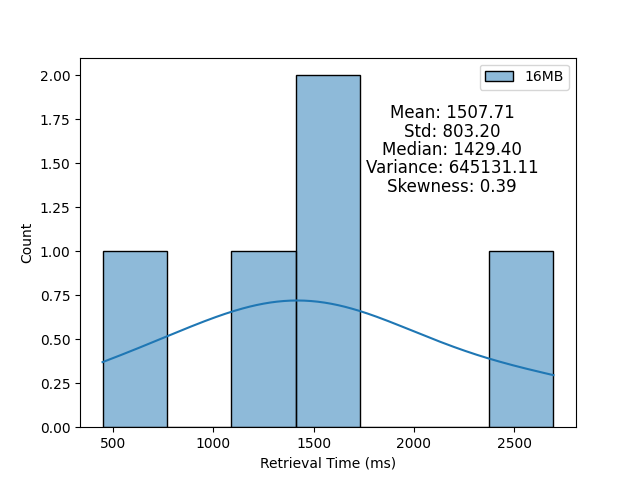 16MB
Mean: 1507.71
Std: 803.20
Median: 1429.40
Variance: 645131.11
Skewness: 0.39
2.00
1.75
1.50
1.25
1.00
0.75
0.50
0.25
0.00
Count
500 1000 1500 2000 2500
Retrieval Time (ms)